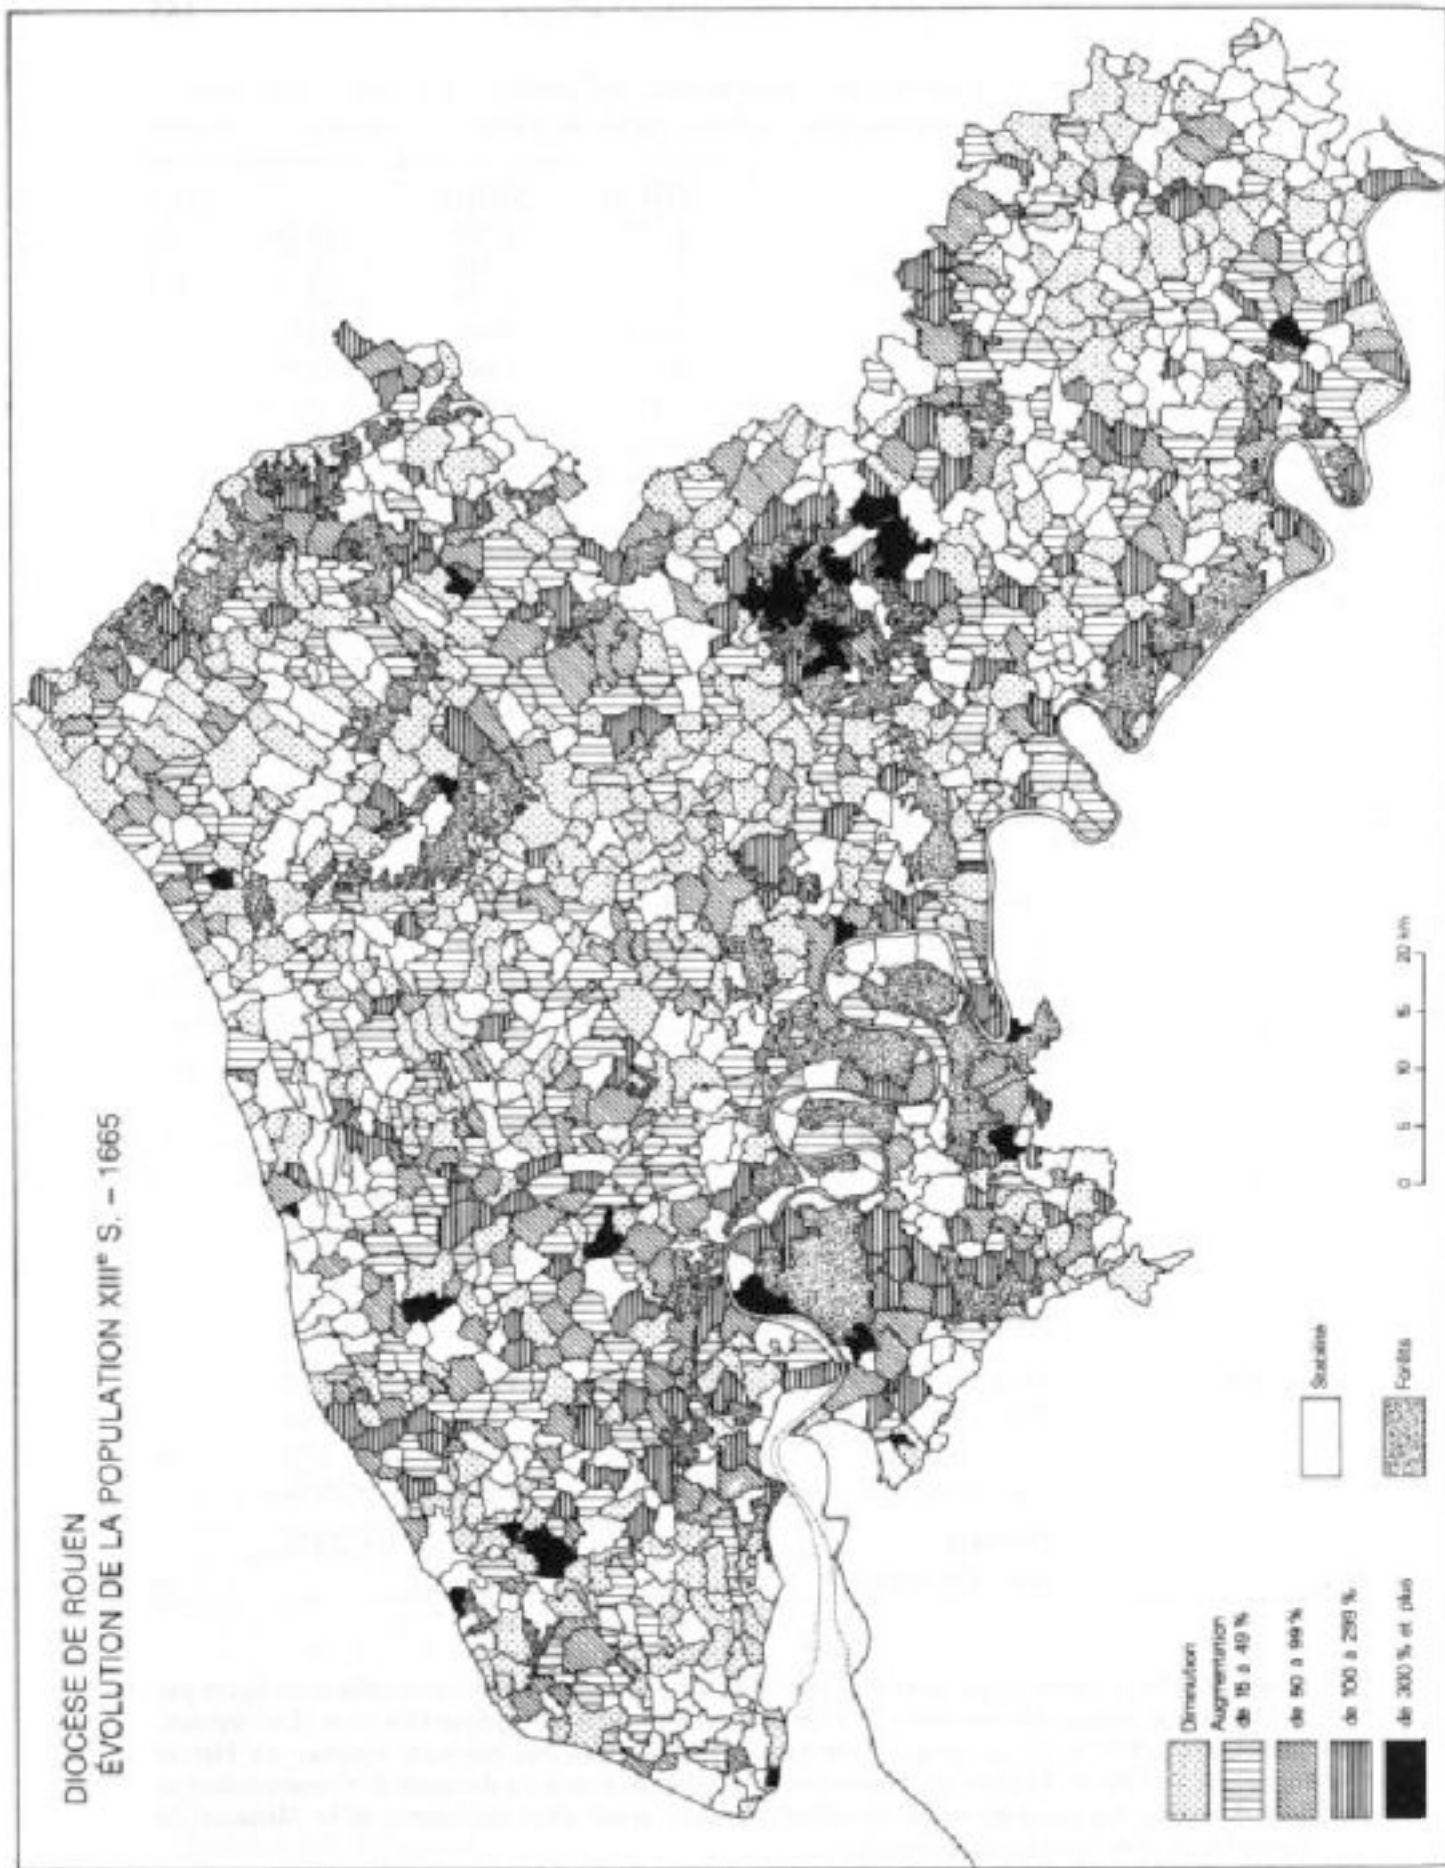 DIOCÈSE DE ROUEN
ÉVOLUTION DE LA POPULATION XIIIᵉ S. – 1665
Diminution
Augmentation
de 15 à 49 %
de 50 à 99 %
de 100 à 299 %
de 300 % et plus
Stabilité
Forêts
0 5 10 15 20 km